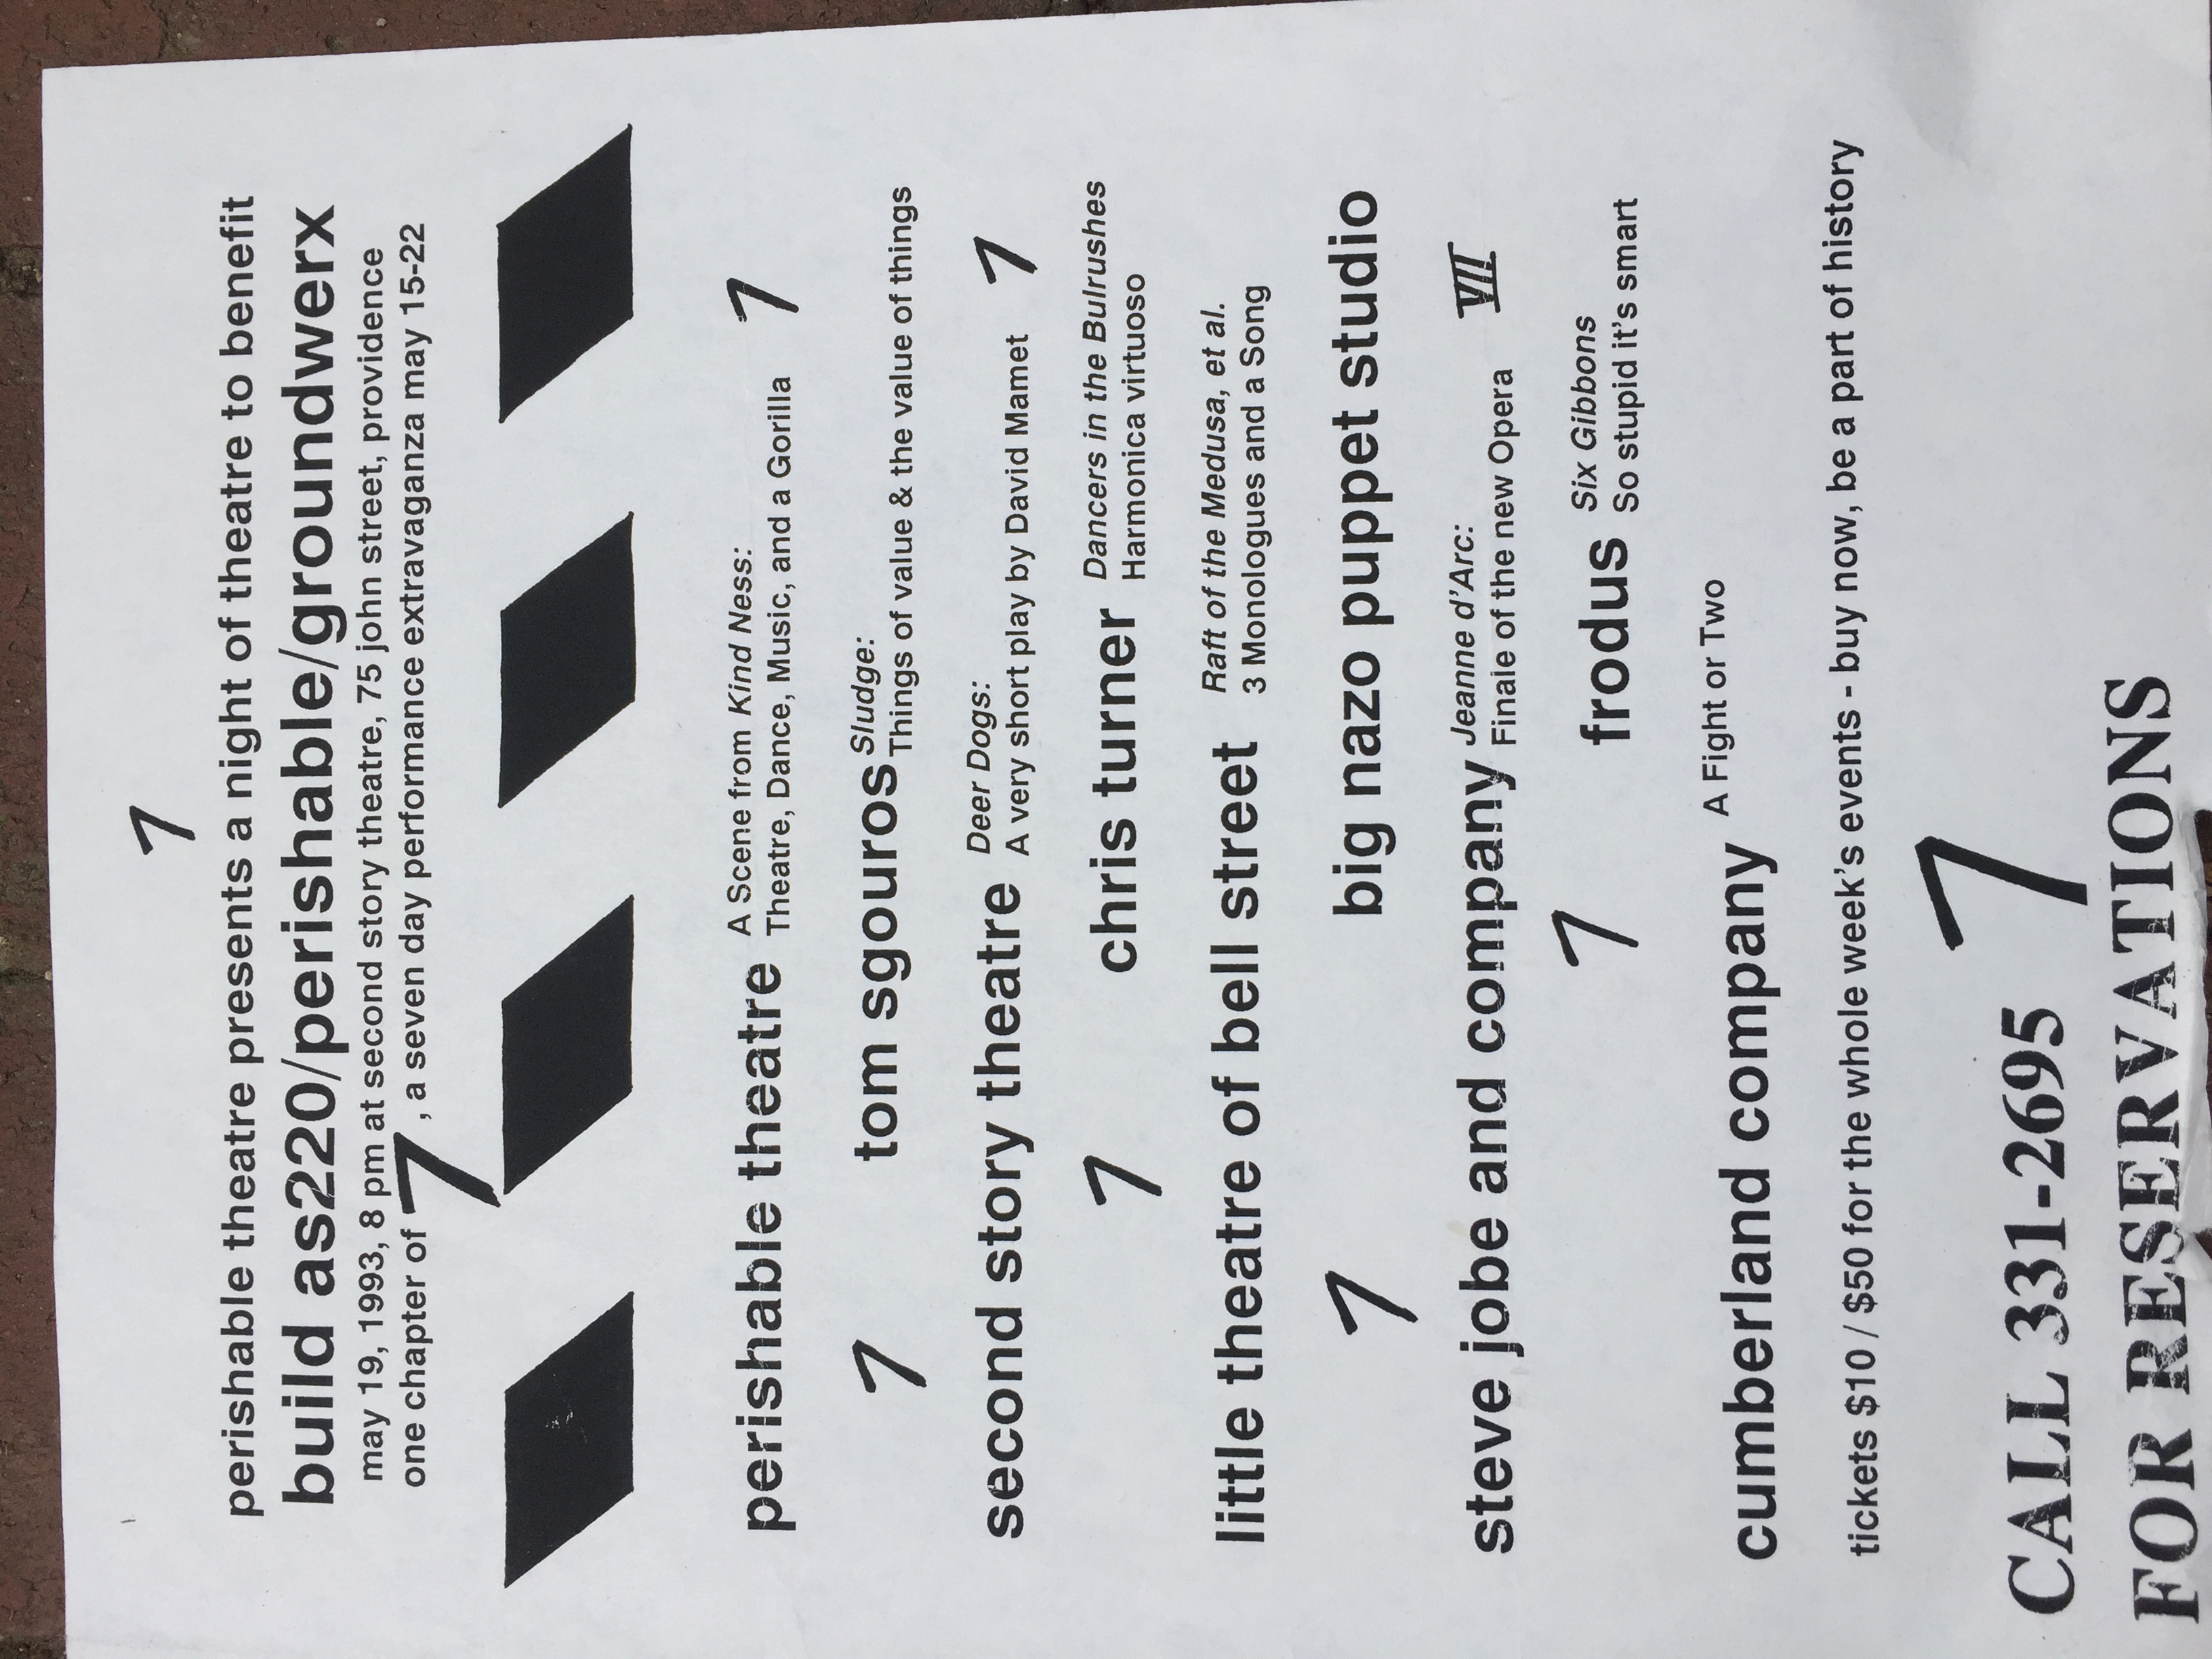 7
perishable theatre presents a night of theatre to benefit
build as220/perishable/groundwerx
may 19, 1993, 8 pm at second story theatre, 75 john street, providence
one chapter of 7, a seven day performance extravaganza may 15-22
perishable theatre A Scene from Kind Ness:
Theatre, Dance, Music, and a Gorilla 7
7 tom sgouros Sludge:
Things of value & the value of things
second story theatre Deer Dogs:
A very short play by David Mamet 7
7 chris turner Dancers in the Bulrushes
Harmonica virtuoso
little theatre of bell street Raft of the Medusa, et al.
3 Monologues and a Song
7 big nazo puppet studio
steve jobe and company Jeanne d'Arc:
Finale of the new Opera VII
7 frodus Six Gibbons
So stupid it's smart
cumberland company A Fight or Two
tickets $10 / $50 for the whole week's events - buy now, be a part of history
CALL 331-2695 7
FOR RESERVATIONS